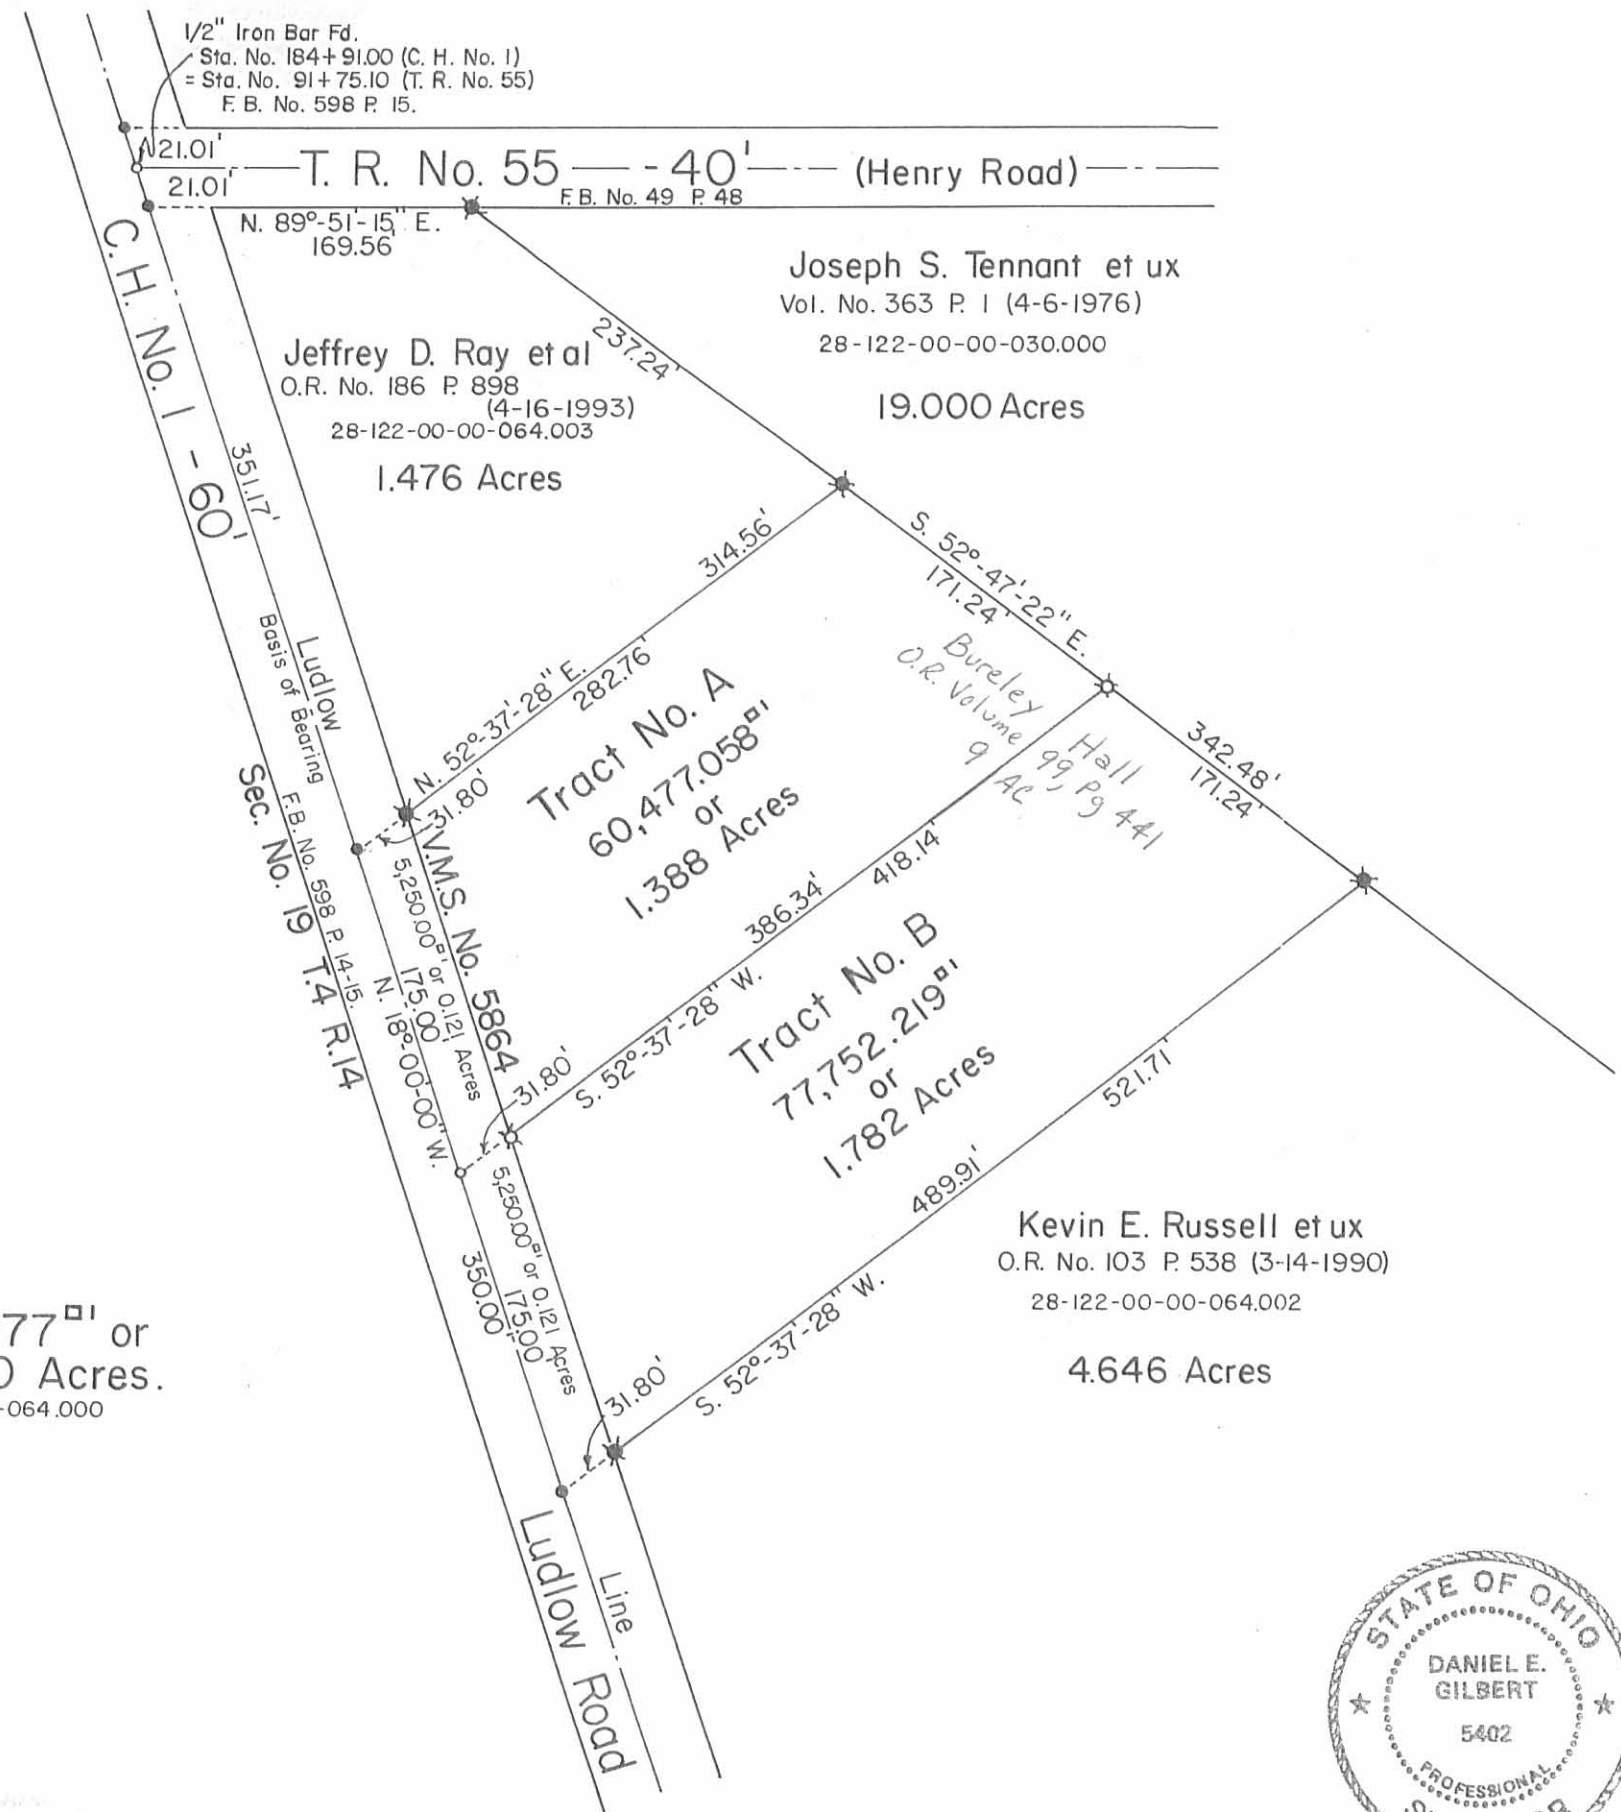 1/2" Iron Bar Fd.
Sta. No. 184+91.00 (C. H. No. 1)
= Sta. No. 91+75.10 (T. R. No. 55)
F. B. No. 598 P. 15.
21.01'
21.01'
T. R. No. 55 - 40' (Henry Road)
F.B. No. 49 P. 48
N. 89°-51'-15" E.
169.56'
C. H. No. 1 - 60'
Joseph S. Tennant et ux
Vol. No. 363 P. 1 (4-6-1976)
28-122-00-00-030.000
19.000 Acres
237.24'
Jeffrey D. Ray et al
O.R. No. 186 P. 898
(4-16-1993)
28-122-00-00-064.003
1.476 Acres
351.17'
314.56'
N. 52°-37'-28" E.
282.76'
31.80'
S. 52°-47'-22" E.
171.24'
342.48'
171.24'
Bureley Hall
O.R. Volume 99, Pg 441
9 AC
Tract No. A
60,477.058□'
or
1.388 Acres
Ludlow
Basis of Bearing
F.B. No. 598 P. 14-15.
Sec. No. 19 T.4 R.14
V.M.S. No. 5864
5,250.00□' or 0.121 Acres
175.00'
N. 18°-00'-00" W.
418.14'
386.34'
S. 52°-37'-28" W.
31.80'
Tract No. B
77,752.219□'
or
1.782 Acres
5,250.00□' or 0.121 Acres
175.00'
350.00'
521.71'
489.91'
S. 52°-37'-28" W.
31.80'
Kevin E. Russell et ux
O.R. No. 103 P. 538 (3-14-1990)
28-122-00-00-064.002
4.646 Acres
77□' or
0 Acres.
-064.000
Line
Ludlow Road
STATE OF OHIO
DANIEL E.
GILBERT
5402
PROFESSIONAL